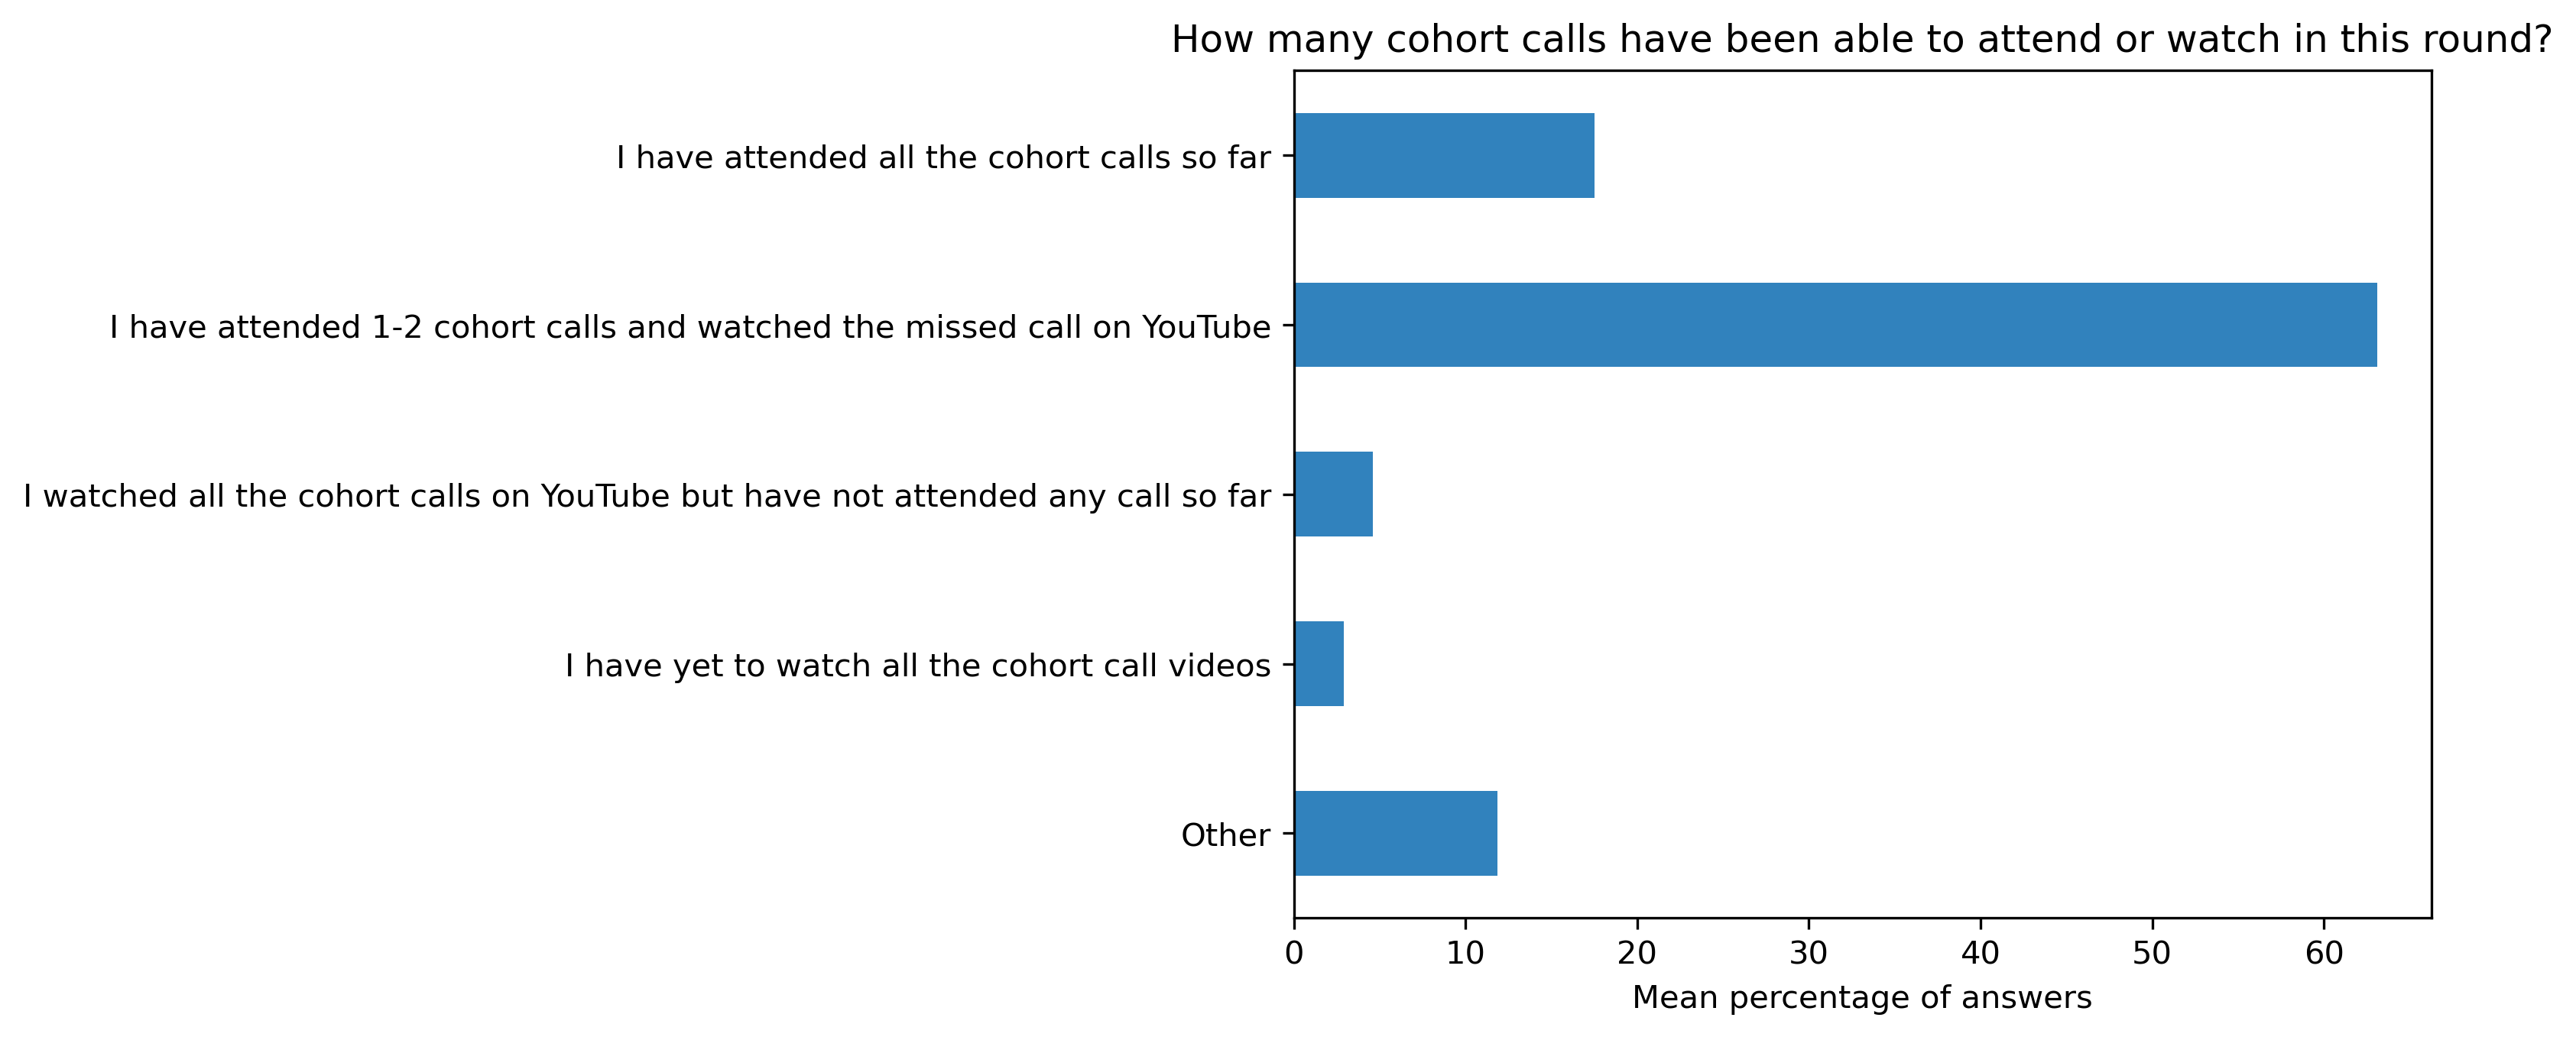 How many cohort calls have been able to attend or watch in this round?
I have attended all the cohort calls so far
I have attended 1-2 cohort calls and watched the missed call on YouTube
I watched all the cohort calls on YouTube but have not attended any call so far
I have yet to watch all the cohort call videos
Other
0 10 20 30 40 50 60
Mean percentage of answers